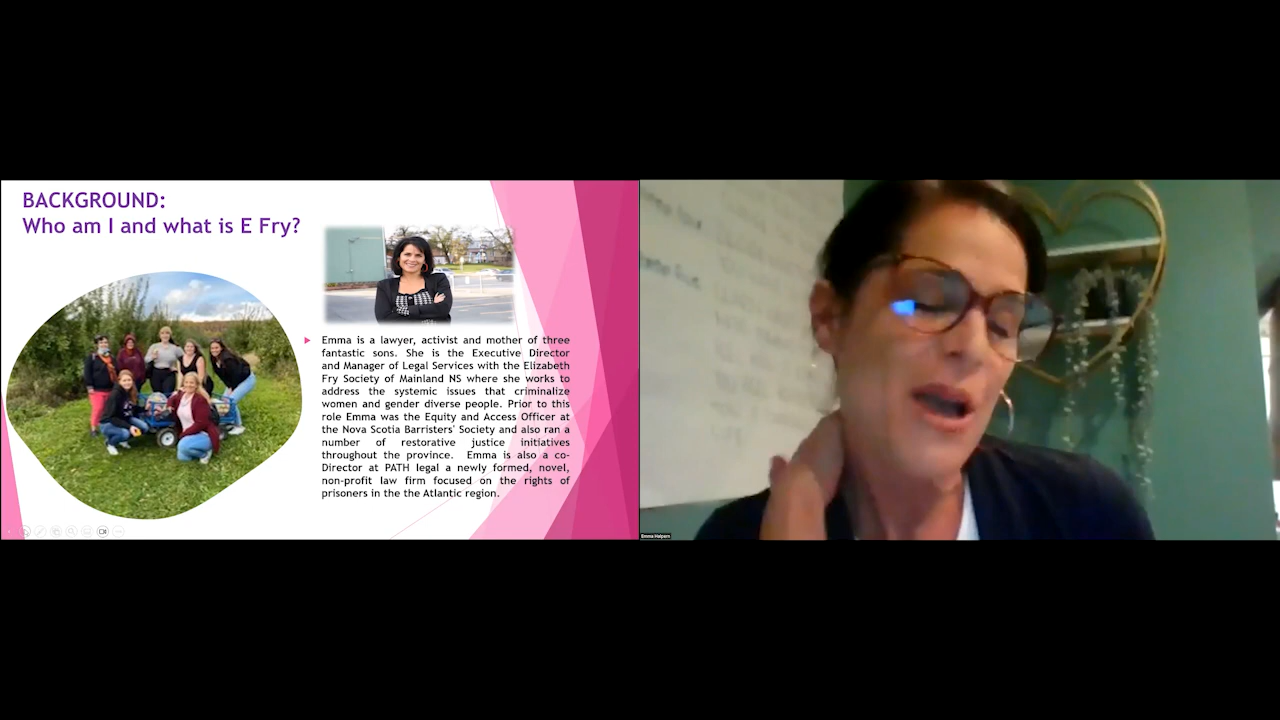 BACKGROUND:
Who am I and what is E Fry?
Emma is a lawyer, activist and mother of three
fantastic sons. She is the Executive Director
and Manager of Legal Services with the Elizabeth
Fry Society of Mainland NS where she works to
address the systemic issues that criminalize
women and gender diverse people. Prior to this
role Emma was the Equity and Access Officer at
the Nova Scotia Barristers' Society and also ran a
number of restorative justice initiatives
throughout the province. Emma is also a co-
Director at PATH legal a newly formed, novel,
non-profit law firm focused on the rights of
prisoners in the the Atlantic region.
Emma Halpern